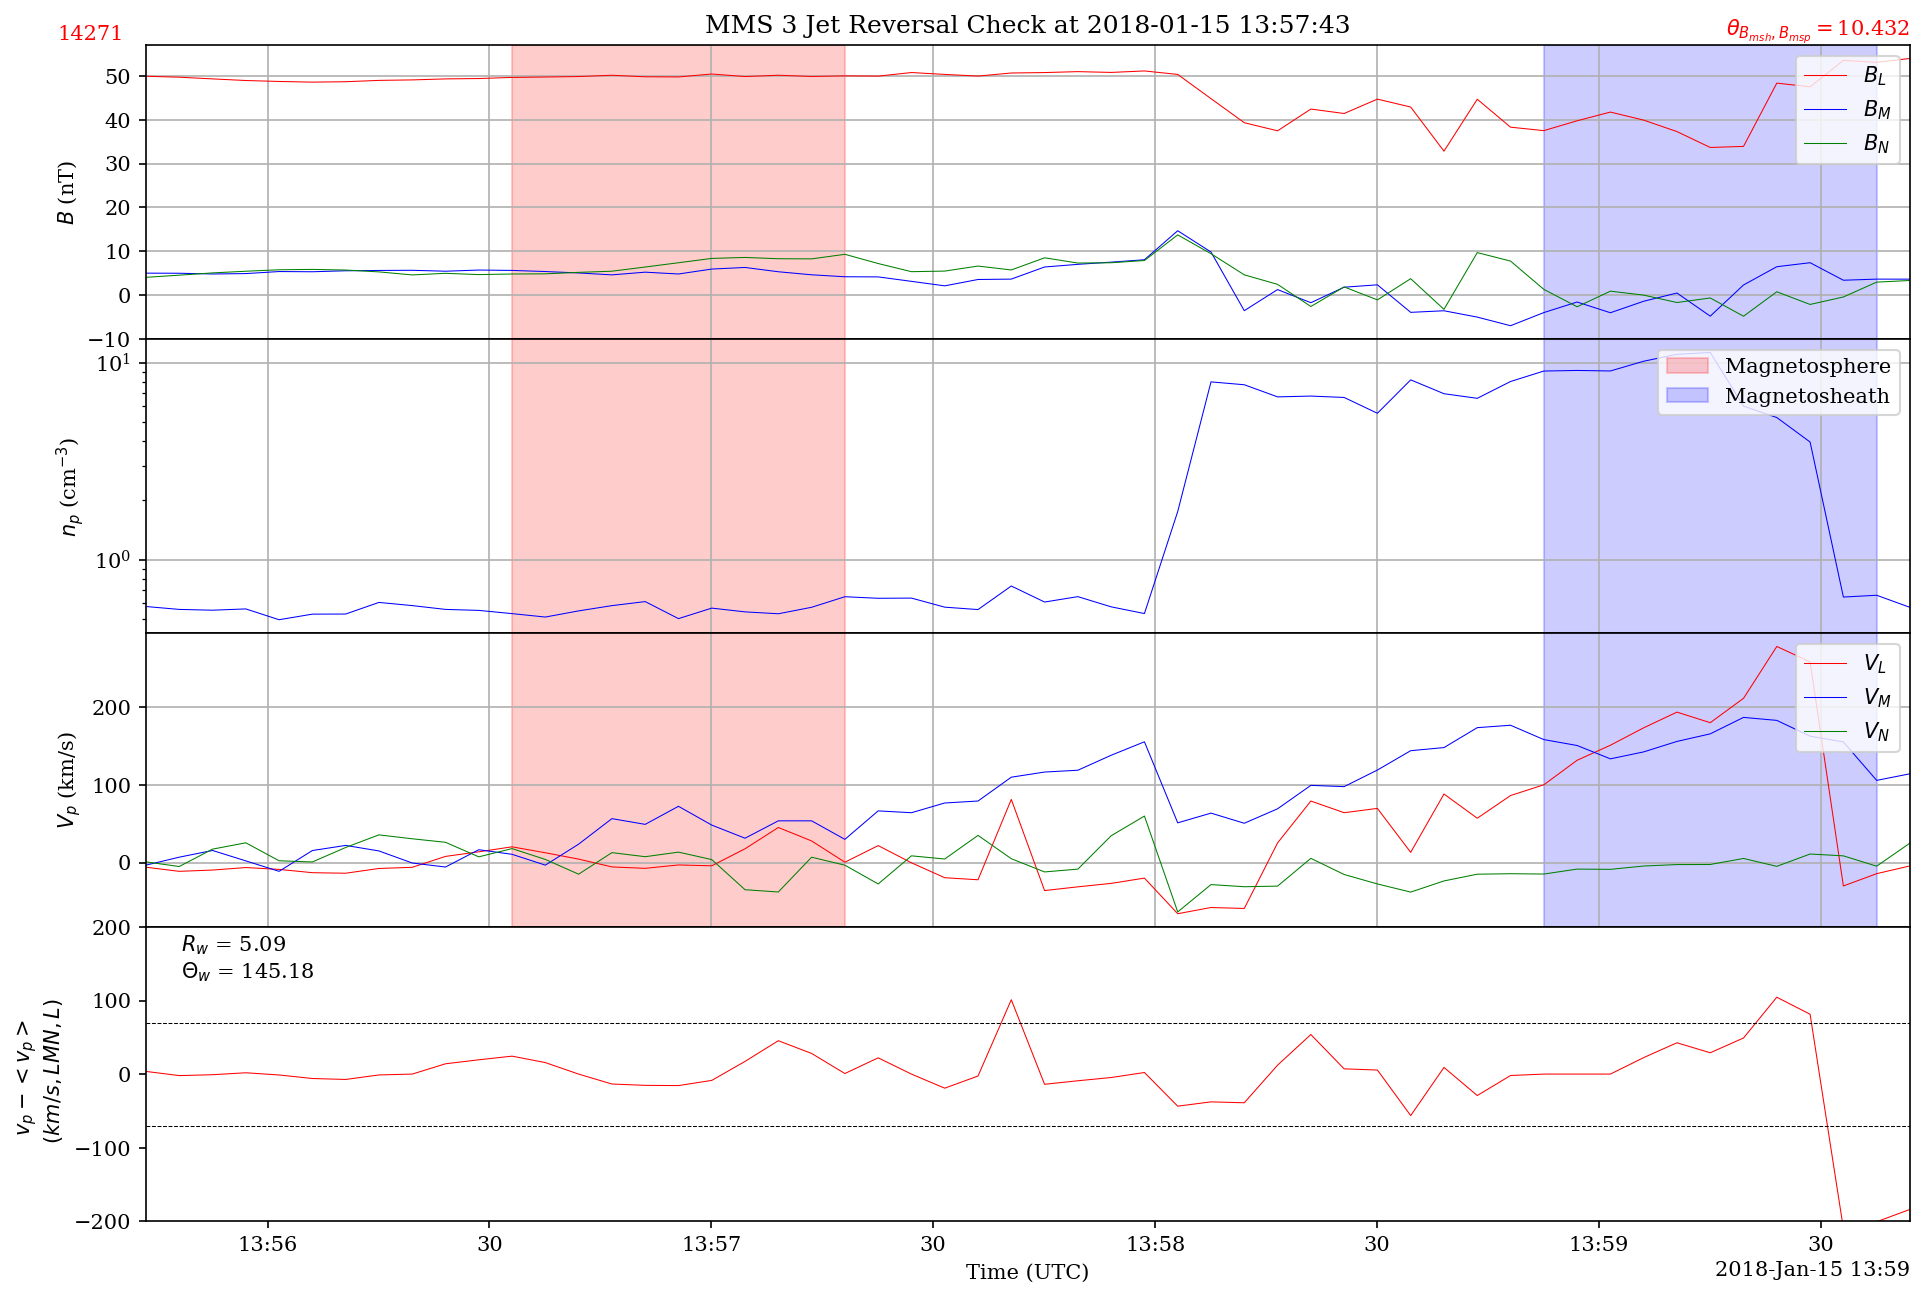 MMS 3 Jet Reversal Check at 2018-01-15 13:57:43
14271
θ_{B_{msh}, B_{msp}} = 10.432
50
40
30
20
10
0
−10
B (nT)
B_L
B_M
B_N
10^1
10^0
n_p (cm^{−3})
Magnetosphere
Magnetosheath
200
100
0
V_p (km/s)
V_L
V_M
V_N
200
100
0
−100
−200
v_p − < v_p >
(km/s, LMN, L)
R_w = 5.09
Θ_w = 145.18
13:56
30
13:57
30
13:58
30
13:59
30
Time (UTC)
2018-Jan-15 13:59